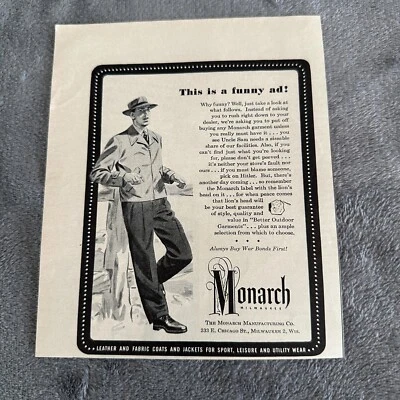 This is a funny ad!
Why funny? Well, just take a look at
what follows. Instead of asking
you to rush right down to your
dealer, we're asking you to put off
buying any Monarch garment unless
you really must have it . . . you
see Uncle Sam needs a sizeable
share of our facilities. Also, if you
can't find just what you're looking
for, please don't get peeved . . .
it's neither your store's fault nor
ours . . . if you must blame someone,
pick on Hitler. But, there's
another day coming . . . so remember
the Monarch label with the lion's
head on it . . . for when peace comes
that lion's head will
be your best guarantee
of style, quality and
value in "Better Outdoor
Garments" . . . plus an ample
selection from which to choose.
• • •
Always Buy War Bonds First!
Monarch
MILWAUKEE
THE MONARCH MANUFACTURING CO.
233 E. CHICAGO ST., MILWAUKEE 2, WIS.
LEATHER AND FABRIC COATS AND JACKETS FOR SPORT, LEISURE AND UTILITY WEAR